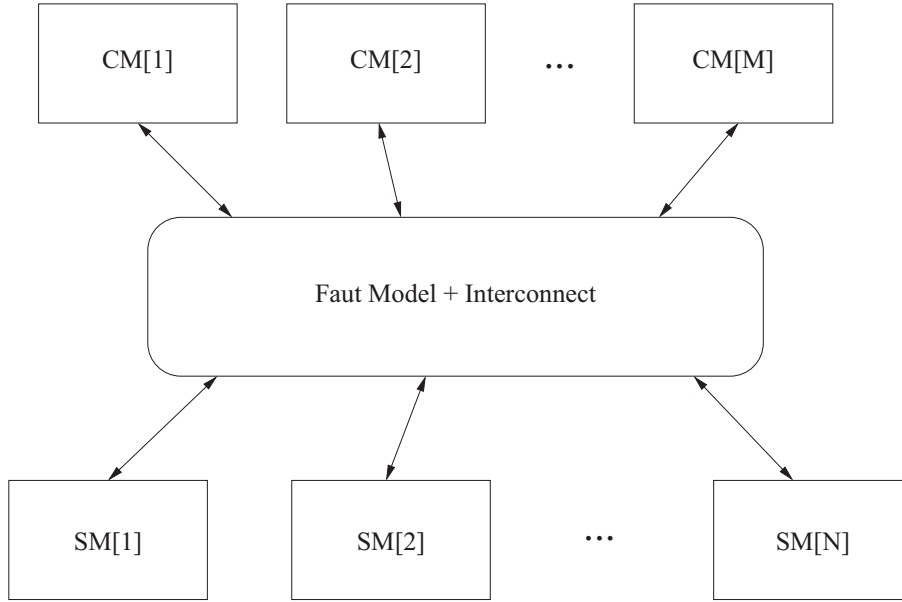 CM[1] CM[2] ... CM[M]
Faut Model + Interconnect
SM[1] SM[2] ... SM[N]